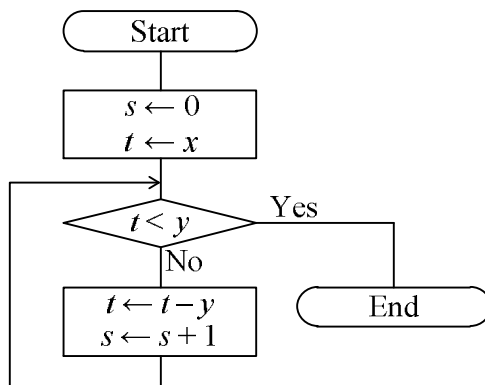 Start
s ← 0
t ← x
t < y
Yes
No
t ← t − y
s ← s + 1
End